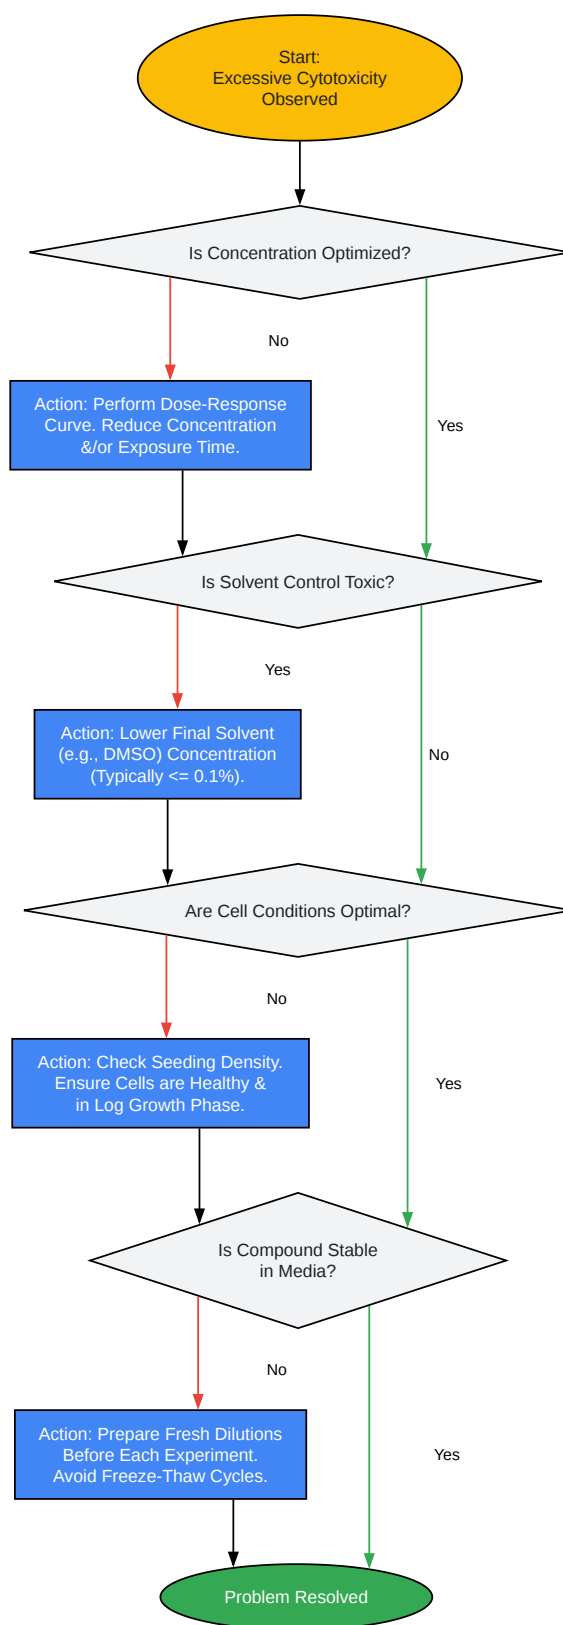 Start:
Excessive Cytotoxicity
Observed
Is Concentration Optimized?
No
Action: Perform Dose-Response
Curve. Reduce Concentration
&/or Exposure Time.
Yes
Is Solvent Control Toxic?
Yes
Action: Lower Final Solvent
(e.g., DMSO) Concentration
(Typically <= 0.1%).
No
Are Cell Conditions Optimal?
No
Action: Check Seeding Density.
Ensure Cells are Healthy &
in Log Growth Phase.
Yes
Is Compound Stable
in Media?
No
Action: Prepare Fresh Dilutions
Before Each Experiment.
Avoid Freeze-Thaw Cycles.
Yes
Problem Resolved